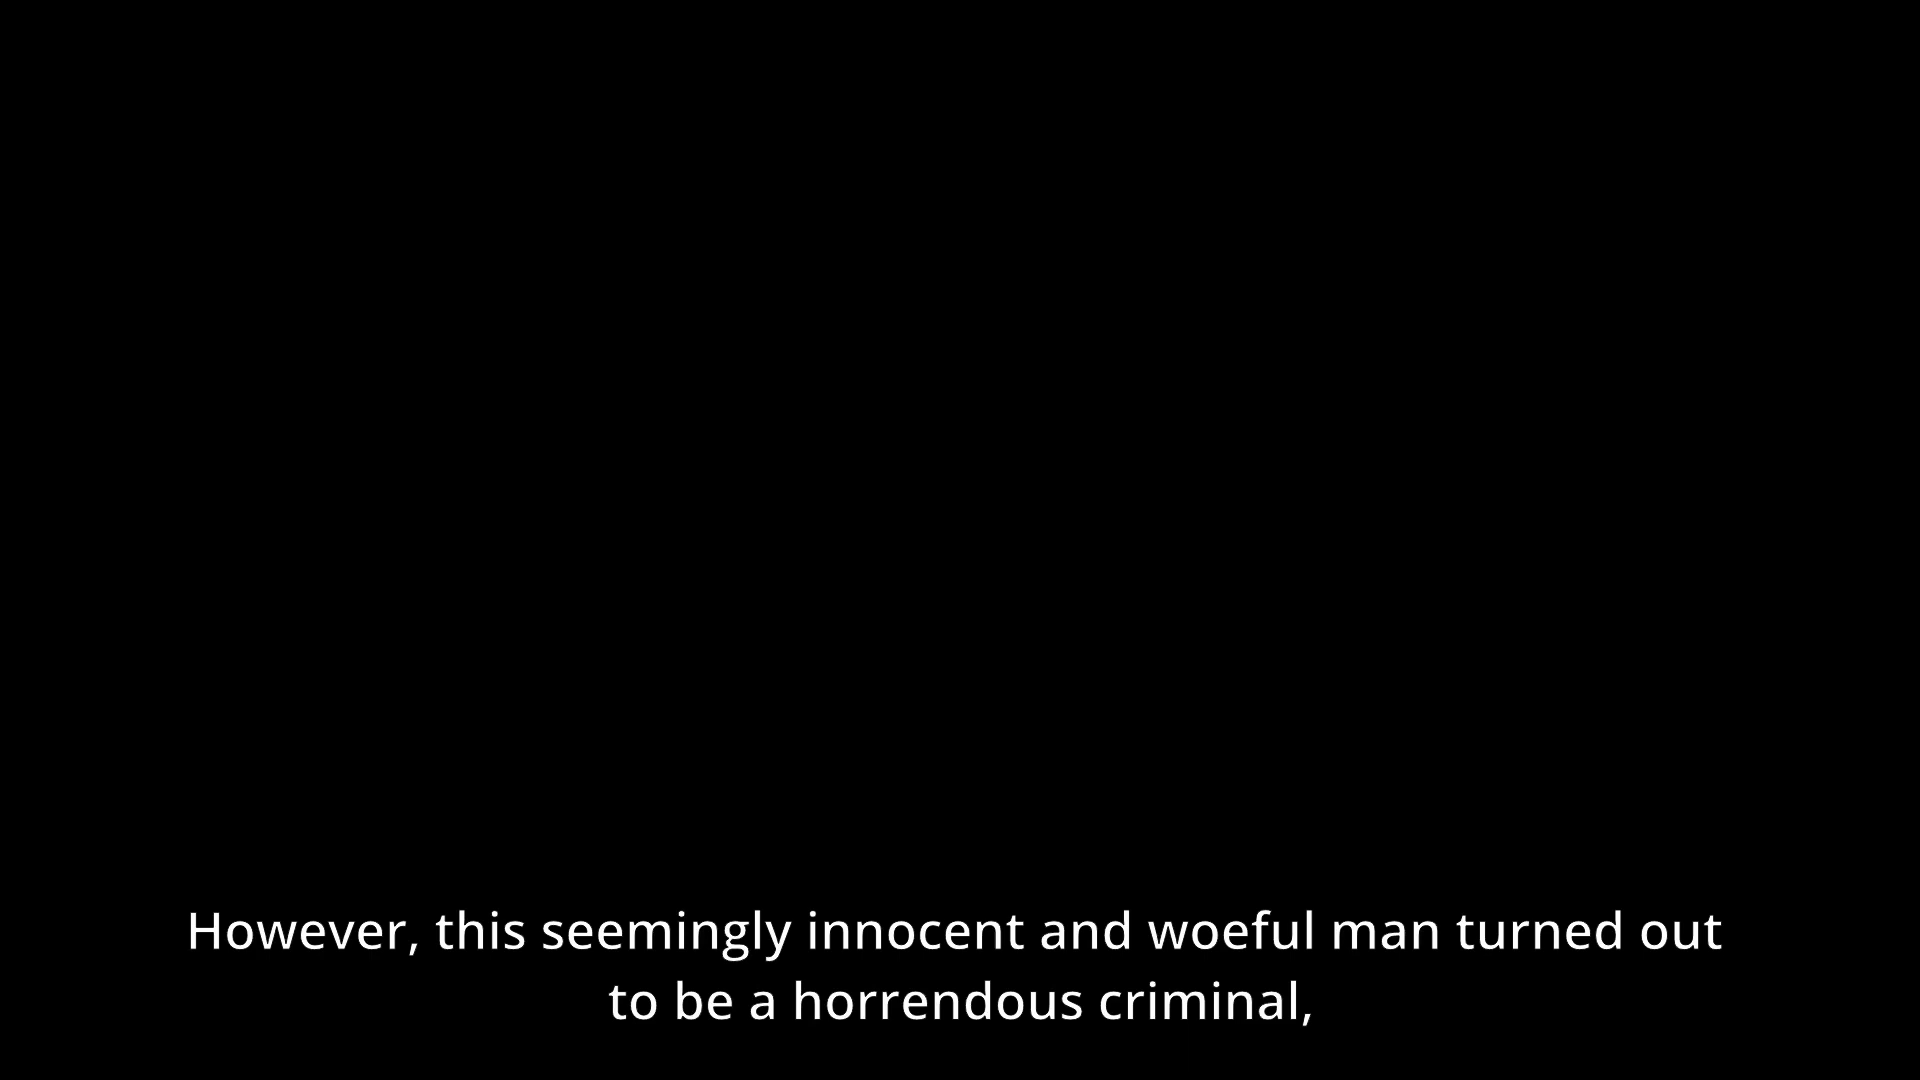 However, this seemingly innocent and woeful man turned out
to be a horrendous criminal,